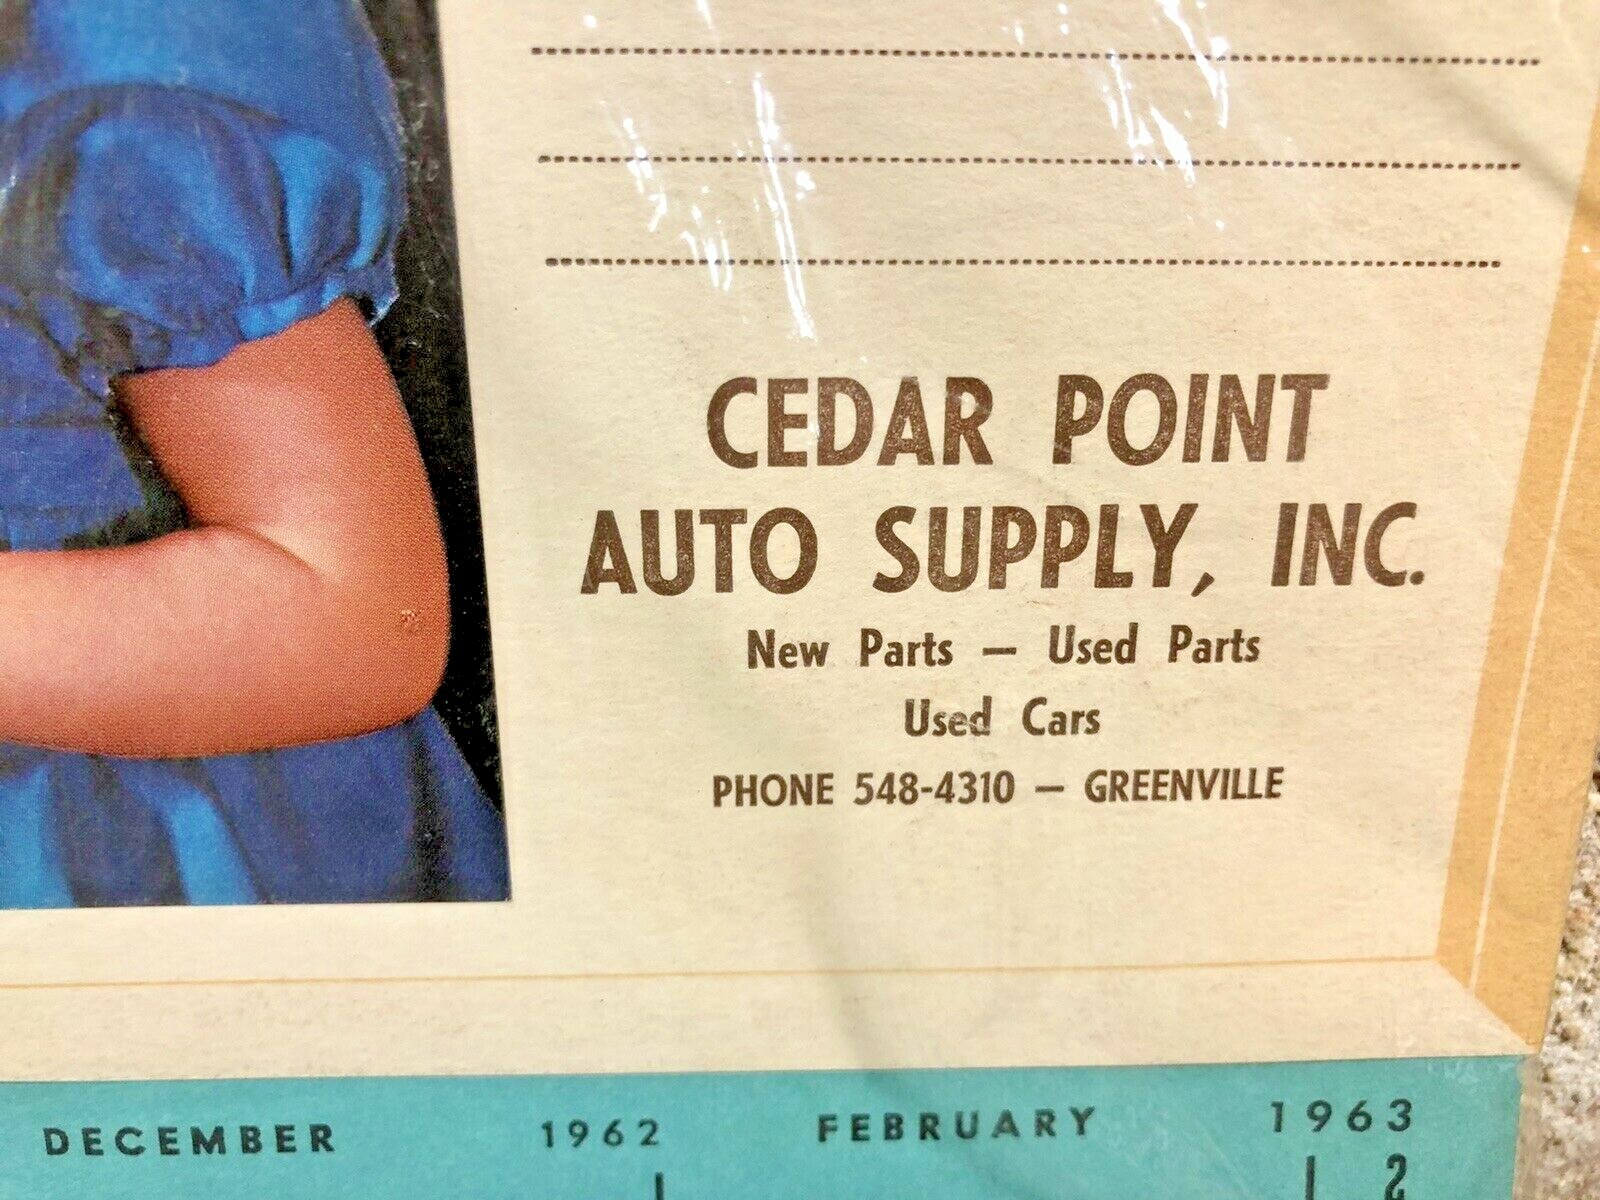 CEDAR POINT
AUTO SUPPLY, INC.
New Parts — Used Parts
Used Cars
PHONE 548-4310 — GREENVILLE
DECEMBER 1962 FEBRUARY 1963
1 1 2